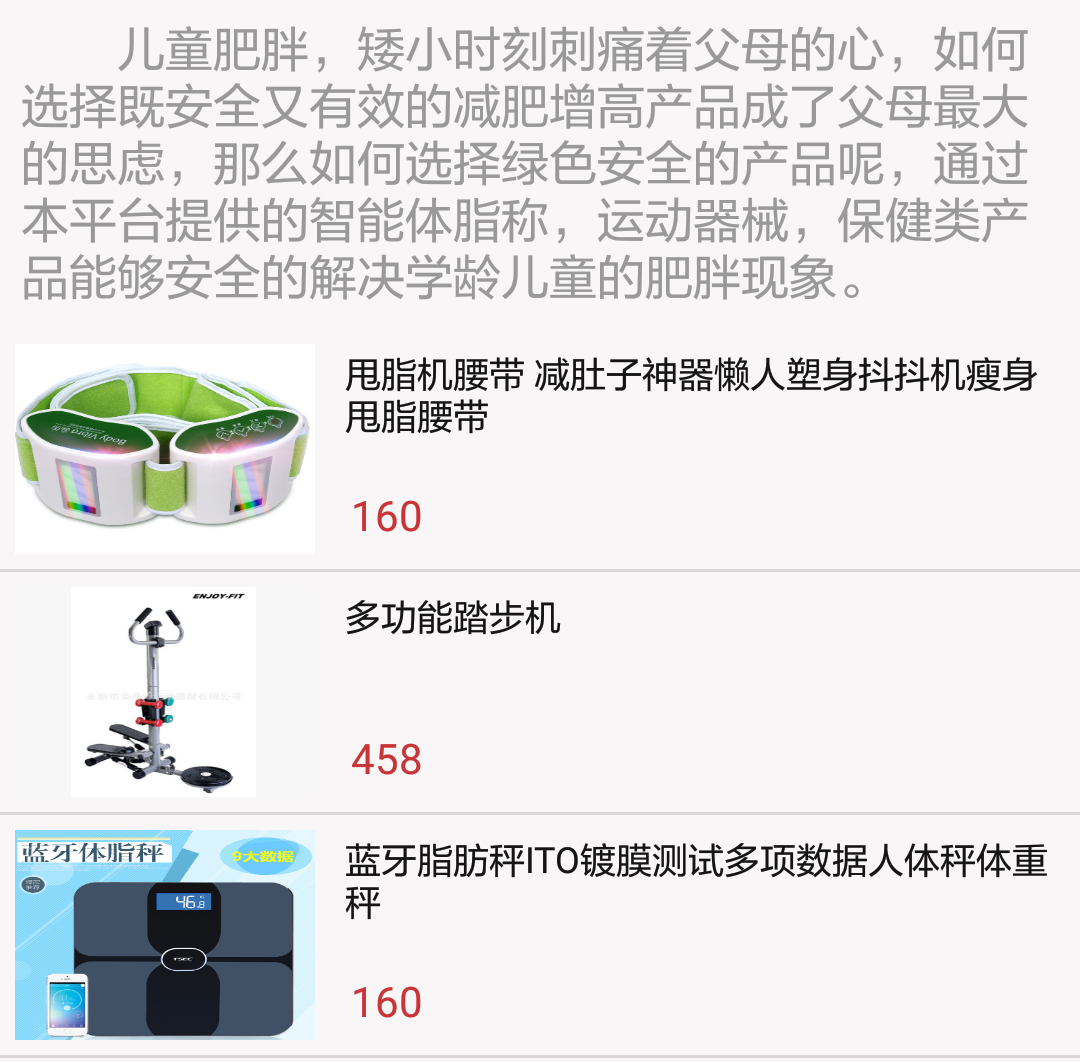 儿童肥胖，矮小时刻刺痛着父母的心，如何
选择既安全又有效的减肥增高产品成了父母最大
的思虑，那么如何选择绿色安全的产品呢，通过
本平台提供的智能体脂称，运动器械，保健类产
品能够安全的解决学龄儿童的肥胖现象。
甩脂机腰带 减肚子神器懒人塑身抖抖机瘦身
甩脂腰带
160
Body Vibra
ENJOY-FIT
多功能踏步机
458
蓝牙体脂秤
9大数据
46.8
TSEC
蓝牙脂肪秤ITO镀膜测试多项数据人体秤体重
秤
160